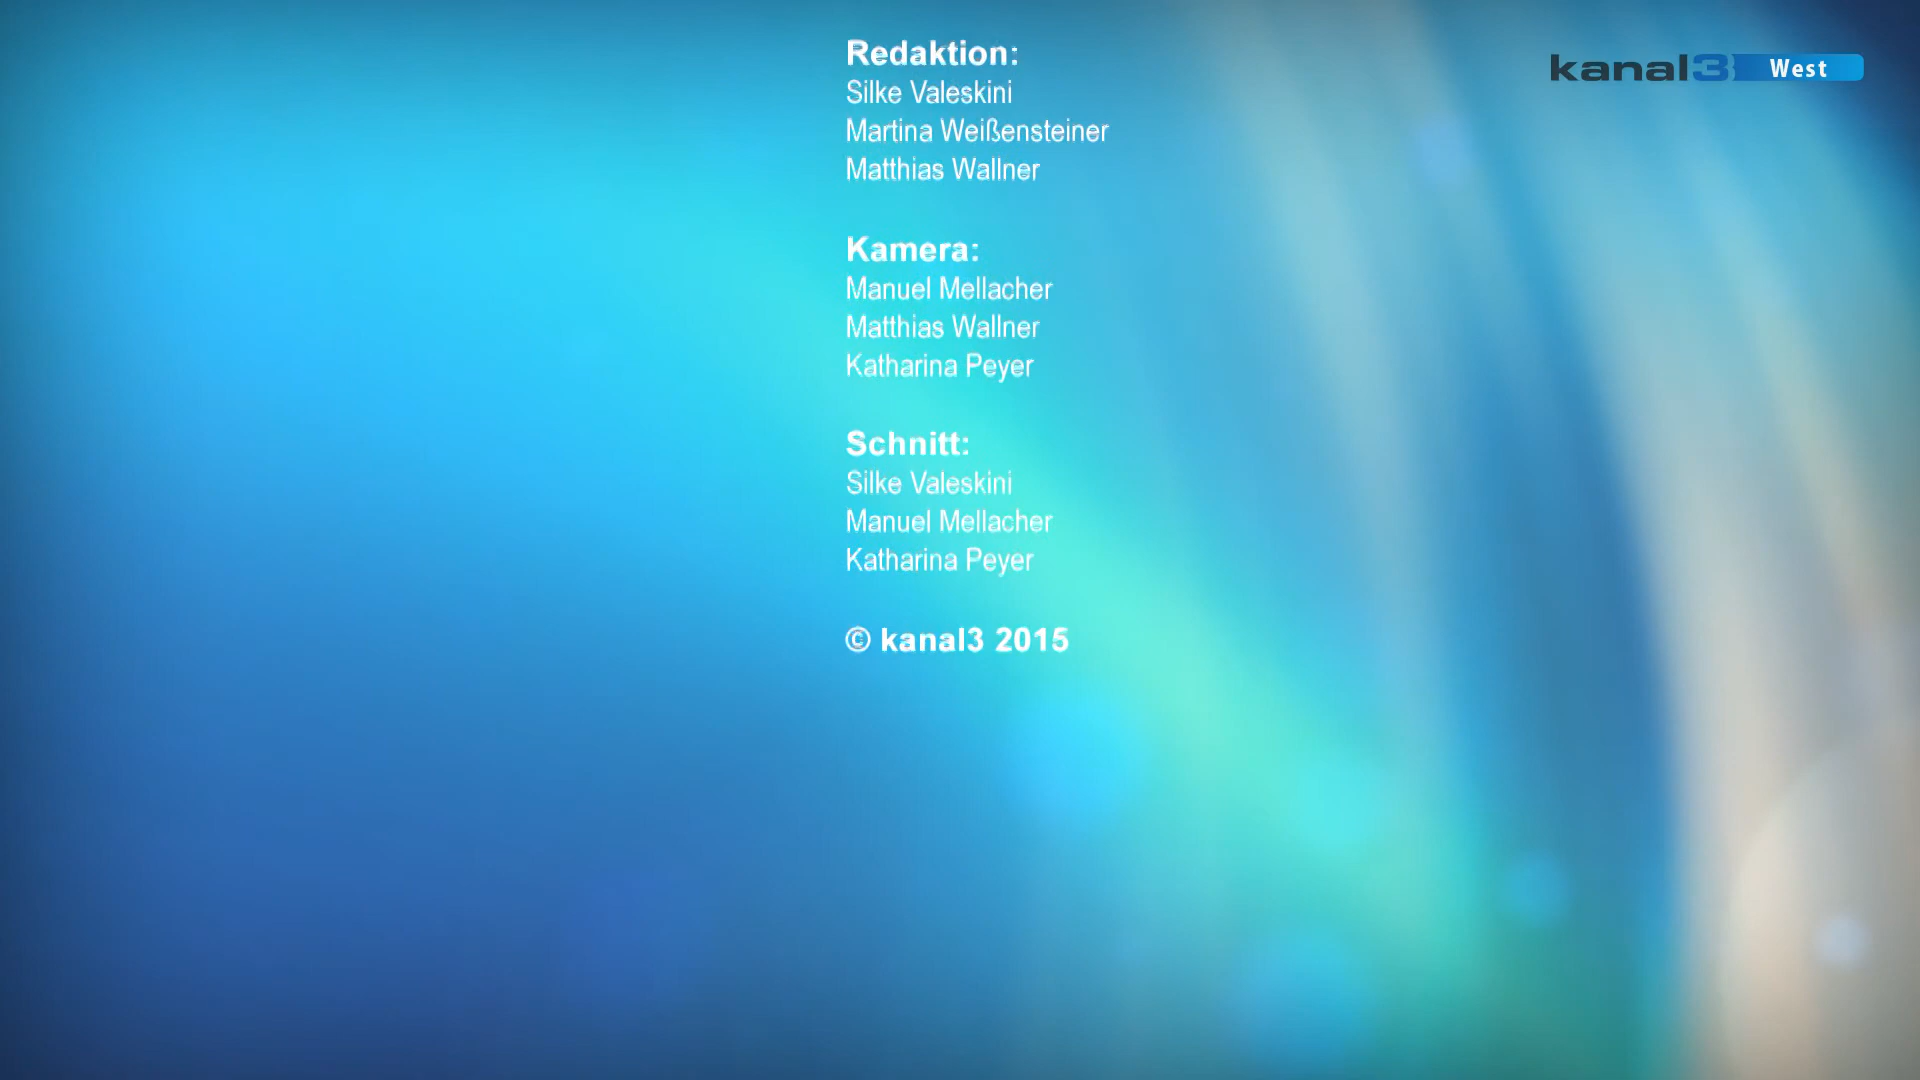 Redaktion:
Silke Valeskini
Martina Weißensteiner
Matthias Wallner
Kamera:
Manuel Mellacher
Matthias Wallner
Katharina Peyer
Schnitt:
Silke Valeskini
Manuel Mellacher
Katharina Peyer
© kanal3 2015
kanal3 West